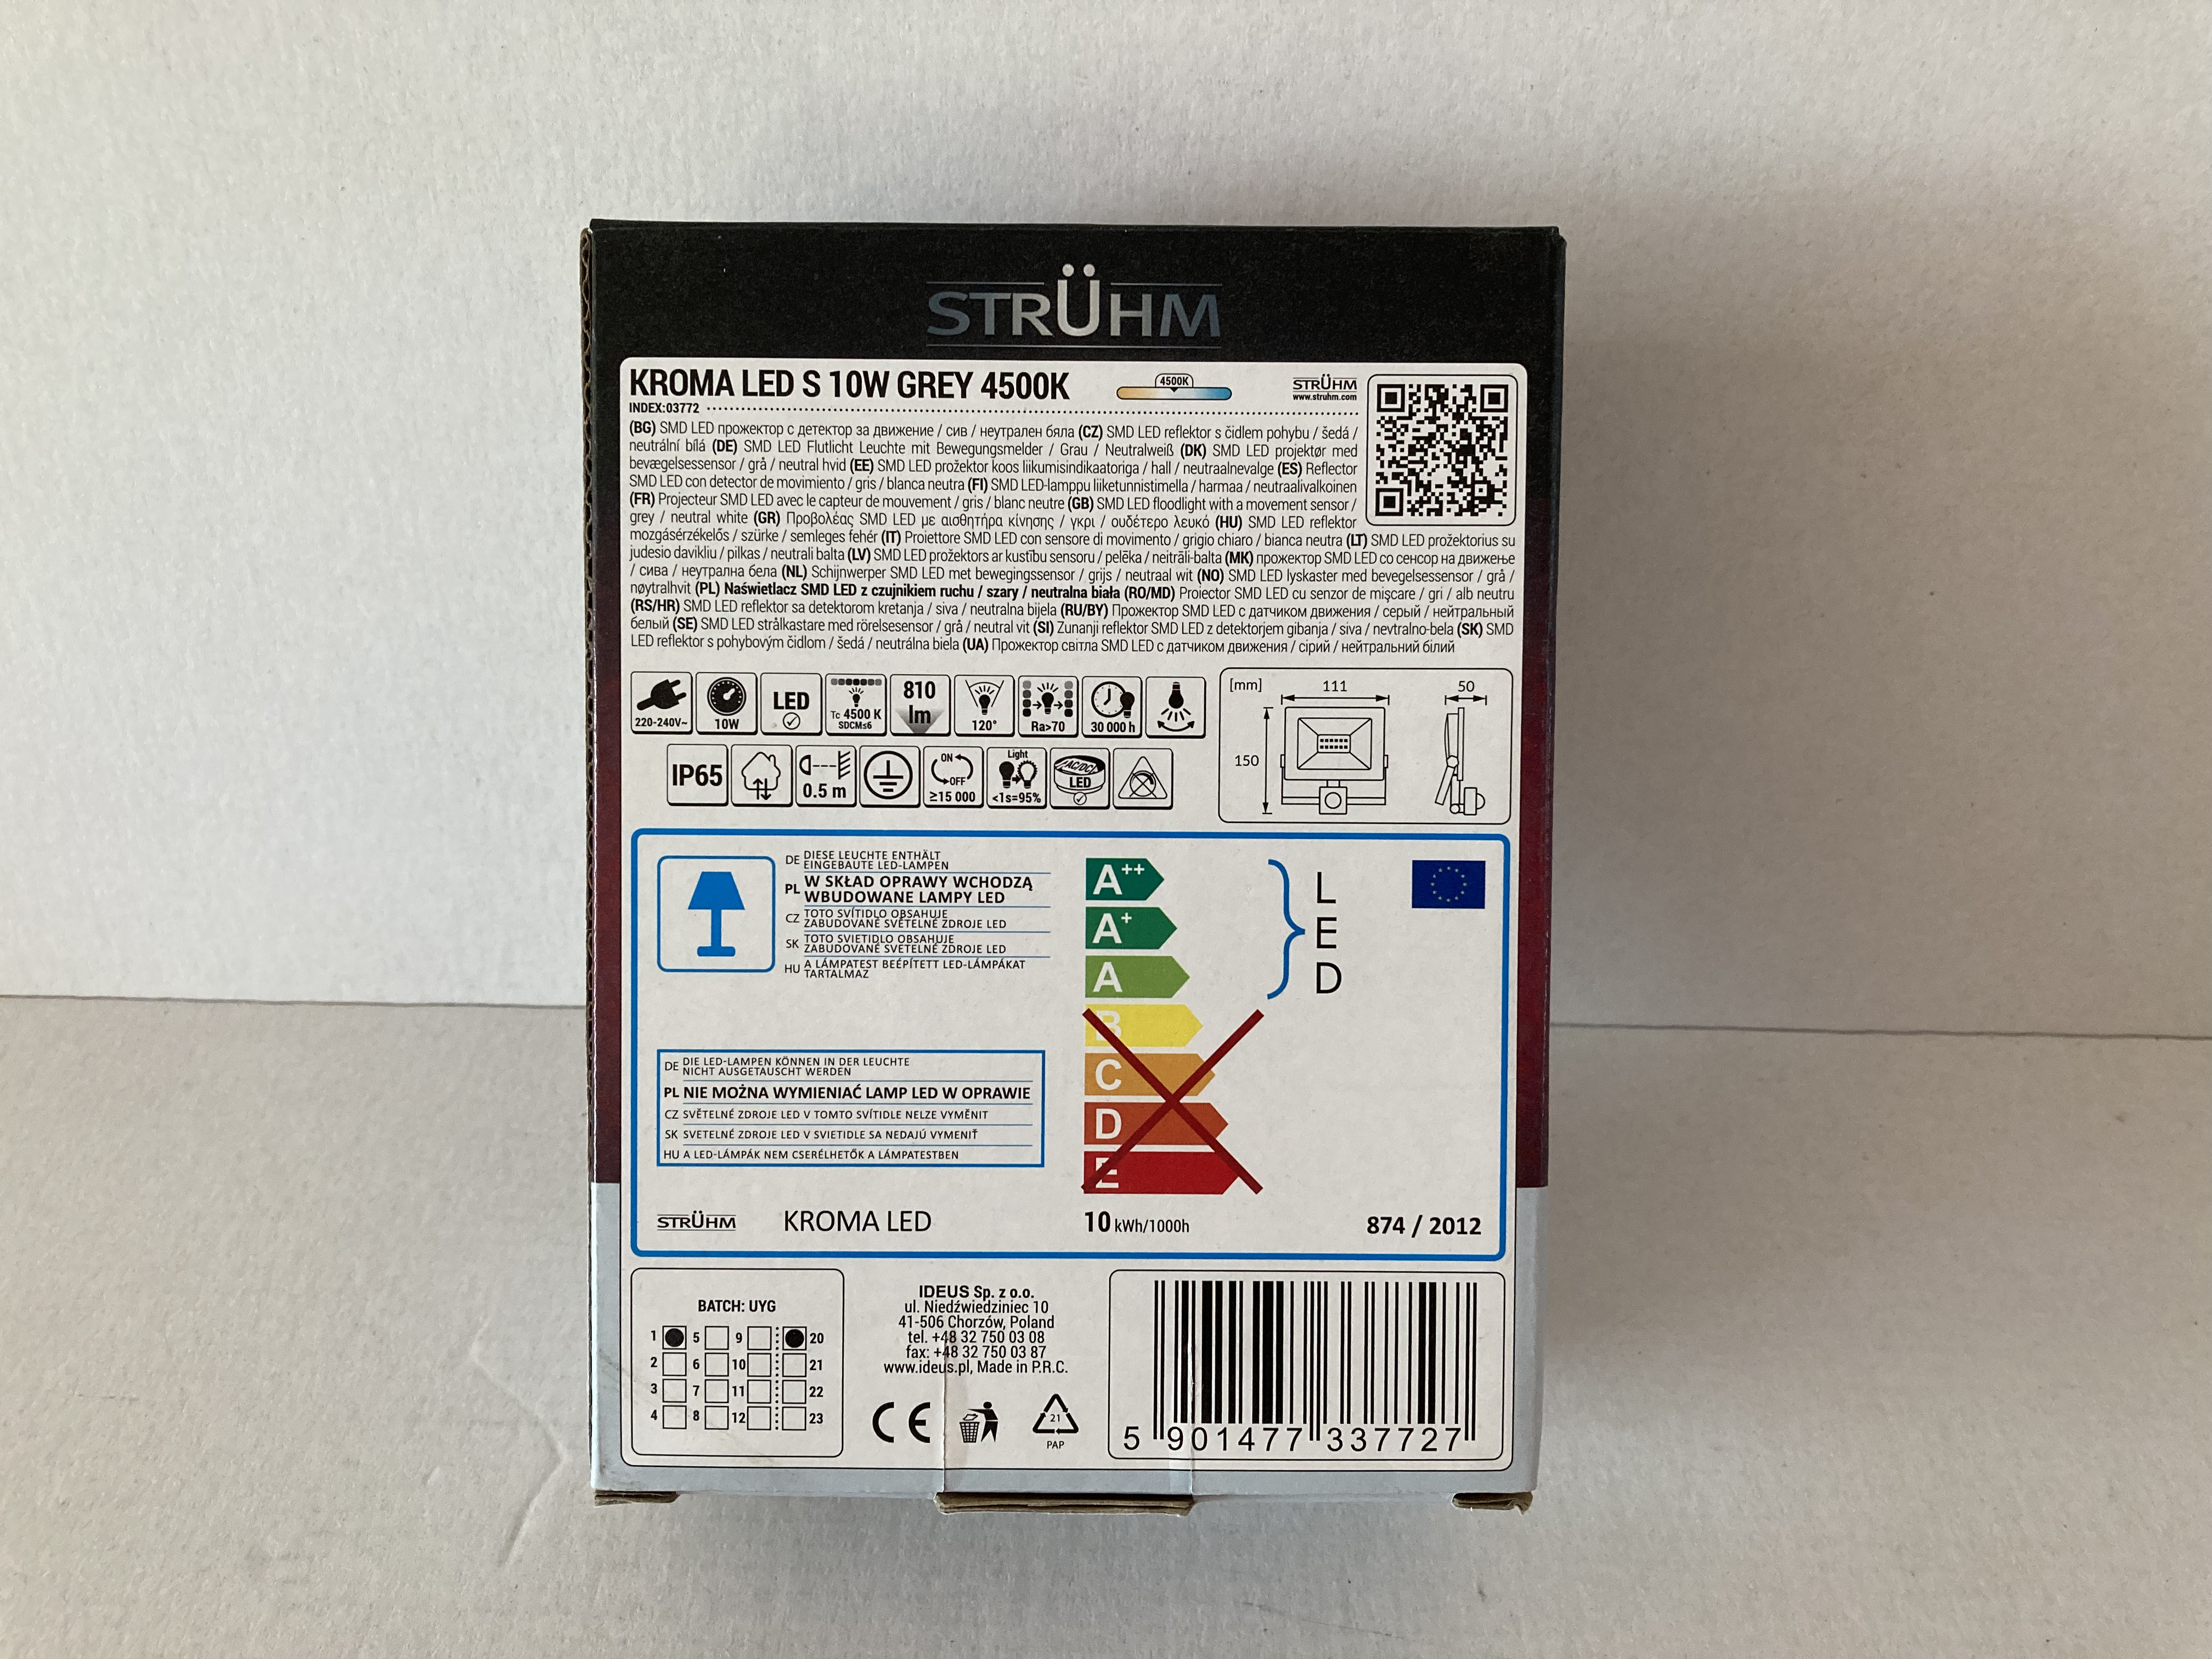 STRÜHM
KROMA LED S 10W GREY 4500K
4500K
STRÜHM
www.struhm.com
INDEX:03772
(BG) SMD LED прожектор с детектор за движение / сив / неутрален бяла (CZ) SMD LED reflektor s čidlem pohybu / šedá /
neutrální bílá (DE) SMD LED Flutlicht Leuchte mit Bewegungsmelder / Grau / Neutralweiß (DK) SMD LED projektør med
bevægelsessensor / grå / neutral hvid (EE) SMD LED prožektor koos liikumisindikaatoriga / hall / neutraalnevalge (ES) Reflector
SMD LED con detector de movimiento / gris / blanca neutra (FI) SMD LED-lamppu liiketunnistimella / harmaa / neutraalivalkoinen
(FR) Projecteur SMD LED avec le capteur de mouvement / gris / blanc neutre (GB) SMD LED floodlight with a movement sensor /
grey / neutral white (GR) Προβολέας SMD LED με αισθητήρα κίνησης / γκρι / ουδέτερο λευκό (HU) SMD LED reflektor
mozgásérzékelős / szürke / semleges fehér (IT) Proiettore SMD LED con sensore di movimento / grigio chiaro / bianca neutra (LT) SMD LED prožektorius su
judesio davikliu / pilkas / neutrali balta (LV) SMD LED prožektors ar kustību sensoru / pelēka / neitrāli-balta (MK) прожектор SMD LED со сенсор на движење
/ сива / неутрална бела (NL) Schijnwerper SMD LED met bewegingssensor / grijs / neutraal wit (NO) SMD LED lyskaster med bevegelsessensor / grå /
nøytralhvit (PL) Naświetlacz SMD LED z czujnikiem ruchu / szary / neutralna biała (RO/MD) Proiector SMD LED cu senzor de mişcare / gri / alb neutru
(RS/HR) SMD LED reflektor sa detektorom kretanja / siva / neutralna bijela (RU/BY) Прожектор SMD LED с датчиком движения / серый / нейтральный
белый (SE) SMD LED strålkastare med rörelsesensor / grå / neutral vit (SI) Zunanji reflektor SMD LED z detektorjem gibanja / siva / nevtralno-bela (SK) SMD
LED reflektor s pohybovým čidlom / šedá / neutrálna biela (UA) Прожектор світла SMD LED с датчиком движения / сірий / нейтральний білий
220-240V~
10W
LED
Tc 4500 K
SDCM≤6
810
lm
120°
Ra>70
30 000 h
IP65
0.5 m
ON
OFF
≥15 000
Light
<1s=95%
AC/DC
LED
[mm]
111
50
150
DE DIESE LEUCHTE ENTHÄLT
EINGEBAUTE LED-LAMPEN
PL W SKŁAD OPRAWY WCHODZĄ
WBUDOWANE LAMPY LED
CZ TOTO SVÍTIDLO OBSAHUJE
ZABUDOVANÉ SVĚTELNÉ ZDROJE LED
SK TOTO SVIETIDLO OBSAHUJE
ZABUDOVANÉ SVETELNÉ ZDROJE LED
HU A LÁMPATEST BEÉPÍTETT LED-LÁMPÁKAT
TARTALMAZ
A++
A+
A
B
C
D
E
L
E
D
DE DIE LED-LAMPEN KÖNNEN IN DER LEUCHTE
NICHT AUSGETAUSCHT WERDEN
PL NIE MOŻNA WYMIENIAĆ LAMP LED W OPRAWIE
CZ SVĚTELNÉ ZDROJE LED V TOMTO SVÍTIDLE NELZE VYMĚNIT
SK SVETELNÉ ZDROJE LED V SVIETIDLE SA NEDAJÚ VYMENIŤ
HU A LED-LÁMPÁK NEM CSERÉLHETŐK A LÁMPATESTBEN
STRÜHM
KROMA LED
10 kWh/1000h
874 / 2012
BATCH: UYG
1 5 9 20
2 6 10 21
3 7 11 22
4 8 12 23
IDEUS Sp. z o.o.
ul. Niedźwiedziniec 10
41-506 Chorzów, Poland
tel. +48 32 750 03 08
fax: +48 32 750 03 87
www.ideus.pl, Made in P.R.C.
CE
21
PAP
5 901477 337727